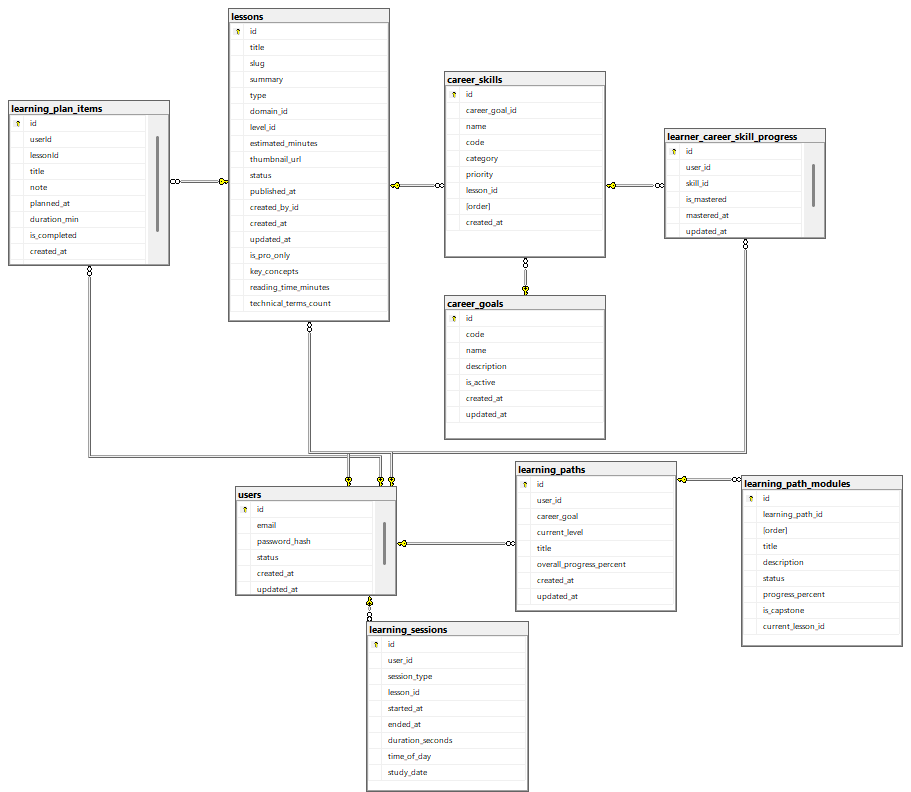 lessons
id
title
slug
summary
type
domain_id
level_id
estimated_minutes
thumbnail_url
status
published_at
created_by_id
created_at
updated_at
is_pro_only
key_concepts
reading_time_minutes
technical_terms_count
learning_plan_items
id
userId
lessonId
title
note
planned_at
duration_min
is_completed
created_at
career_skills
id
career_goal_id
name
code
category
priority
lesson_id
[order]
created_at
learner_career_skill_progress
id
user_id
skill_id
is_mastered
mastered_at
updated_at
career_goals
id
code
name
description
is_active
created_at
updated_at
users
id
email
password_hash
status
created_at
updated_at
learning_paths
id
user_id
career_goal
current_level
title
overall_progress_percent
created_at
updated_at
learning_path_modules
id
learning_path_id
[order]
title
description
status
progress_percent
is_capstone
current_lesson_id
learning_sessions
id
user_id
session_type
lesson_id
started_at
ended_at
duration_seconds
time_of_day
study_date